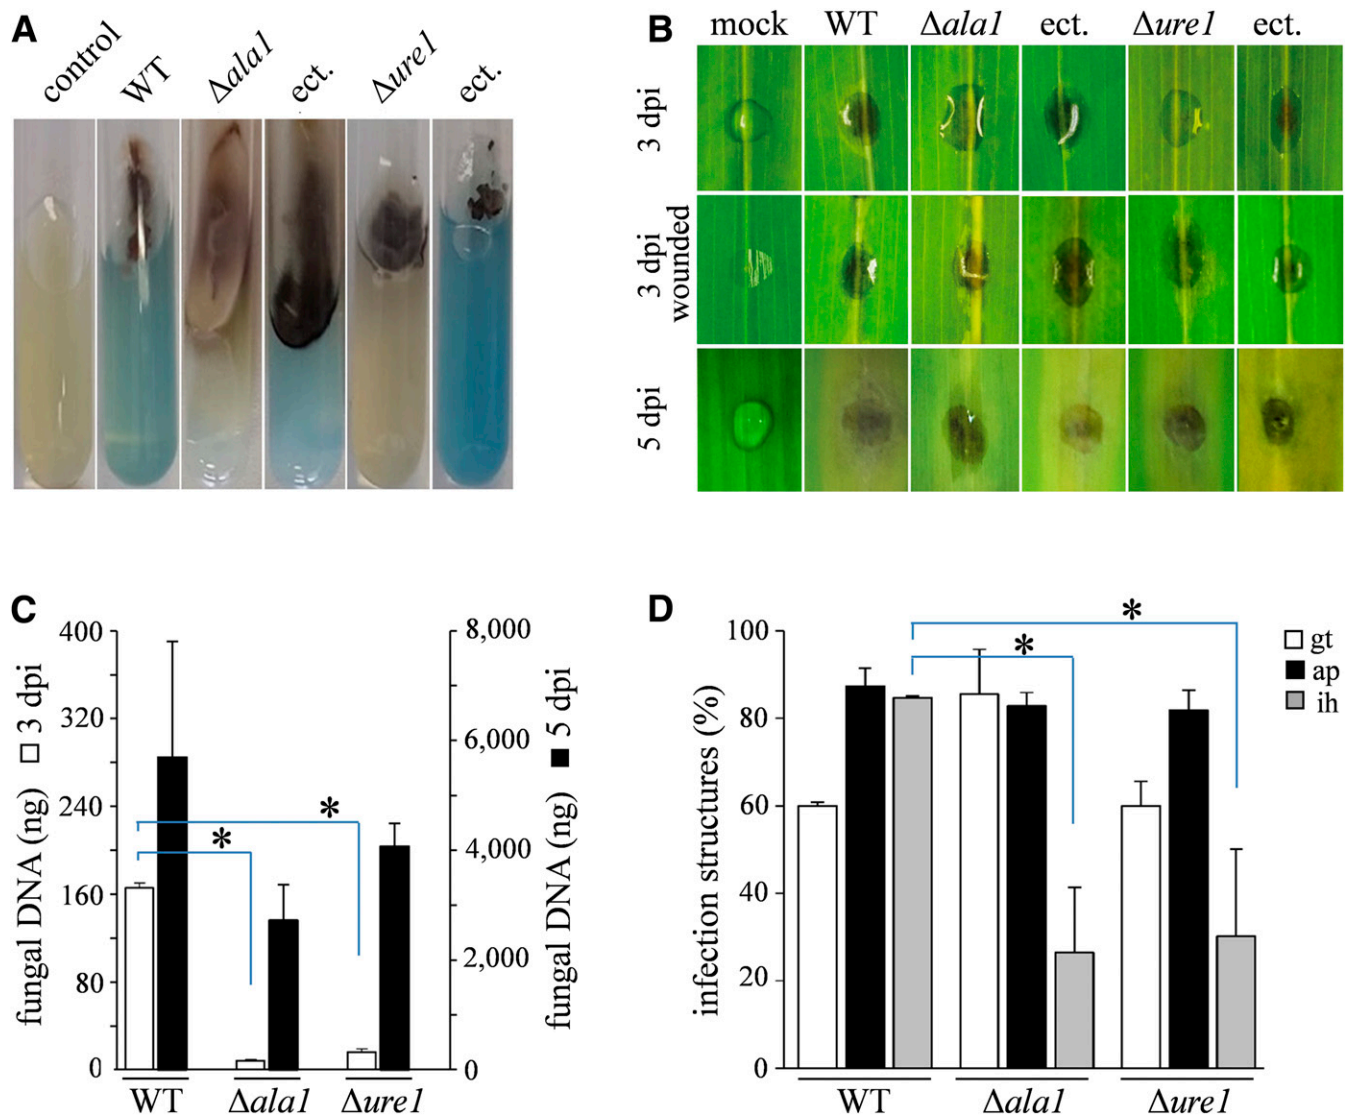 A
control
WT
Δala1
ect.
Δure1
ect.
B
mock WT Δala1 ect. Δure1 ect.
3 dpi
3 dpi
wounded
5 dpi
C
fungal DNA (ng) 3 dpi
400
320
240
160
80
0
*
*
8,000
6,000
4,000
2,000
0
fungal DNA (ng) 5 dpi
WT Δala1 Δure1
D
infection structures (%)
100
80
60
40
20
0
*
*
gt
ap
ih
WT Δala1 Δure1